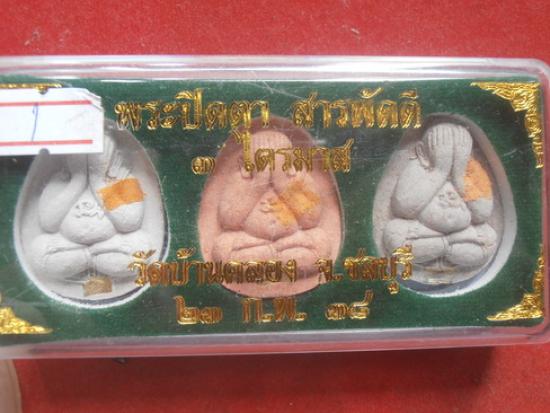 พระปิดตา สารพัดดี
๓ ไตรมาส
วัดบ้านคลอง จ.ชลบุรี
๒๓ ก.พ. ๓๘